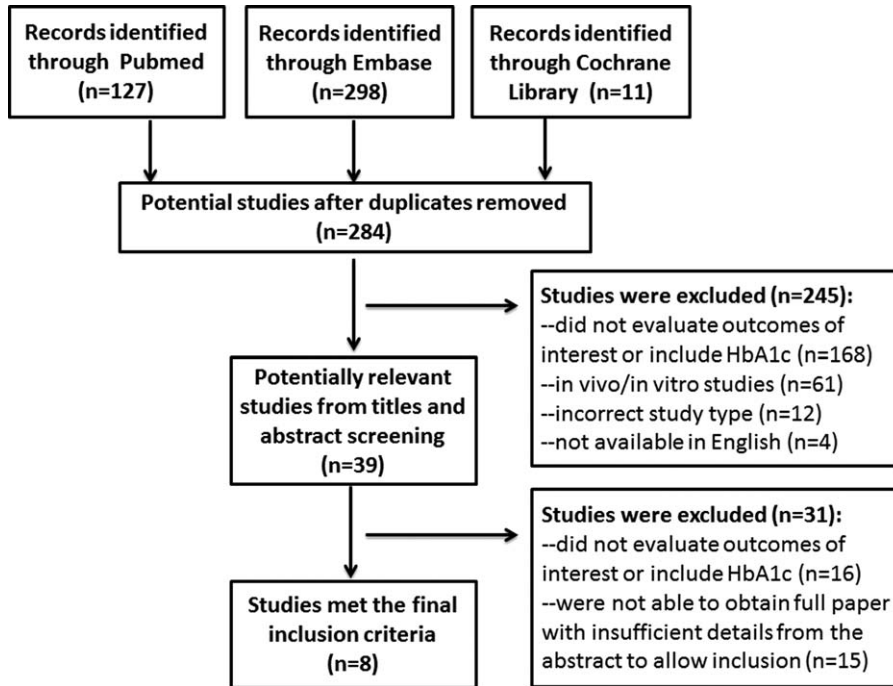 Records identified
through Pubmed
(n=127)
Records identified
through Embase
(n=298)
Records identified
through Cochrane
Library (n=11)
Potential studies after duplicates removed
(n=284)
Studies were excluded (n=245):
--did not evaluate outcomes of
interest or include HbA1c (n=168)
--in vivo/in vitro studies (n=61)
--incorrect study type (n=12)
--not available in English (n=4)
Potentially relevant
studies from titles and
abstract screening
(n=39)
Studies were excluded (n=31):
--did not evaluate outcomes of
interest or include HbA1c (n=16)
--were not able to obtain full paper
with insufficient details from the
abstract to allow inclusion (n=15)
Studies met the final
inclusion criteria
(n=8)